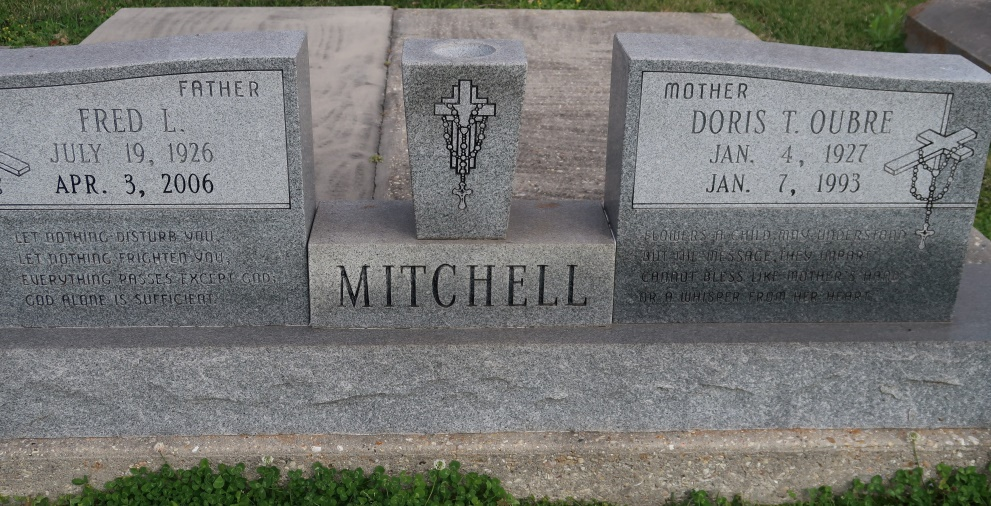 FATHER
FRED L.
JULY 19, 1926
APR. 3, 2006
LET NOTHING DISTURB YOU,
LET NOTHING FRIGHTEN YOU,
EVERYTHING PASSES EXCEPT GOD,
GOD ALONE IS SUFFICIENT.
MITCHELL
MOTHER
DORIS T. OUBRE
JAN. 4, 1927
JAN. 7, 1993
FLOWERS A CHILD MAY UNDERSTAND
BUT THE MESSAGE THEY IMPART
CANNOT BLESS LIKE MOTHER'S HAND
OR A WHISPER FROM HER HEART